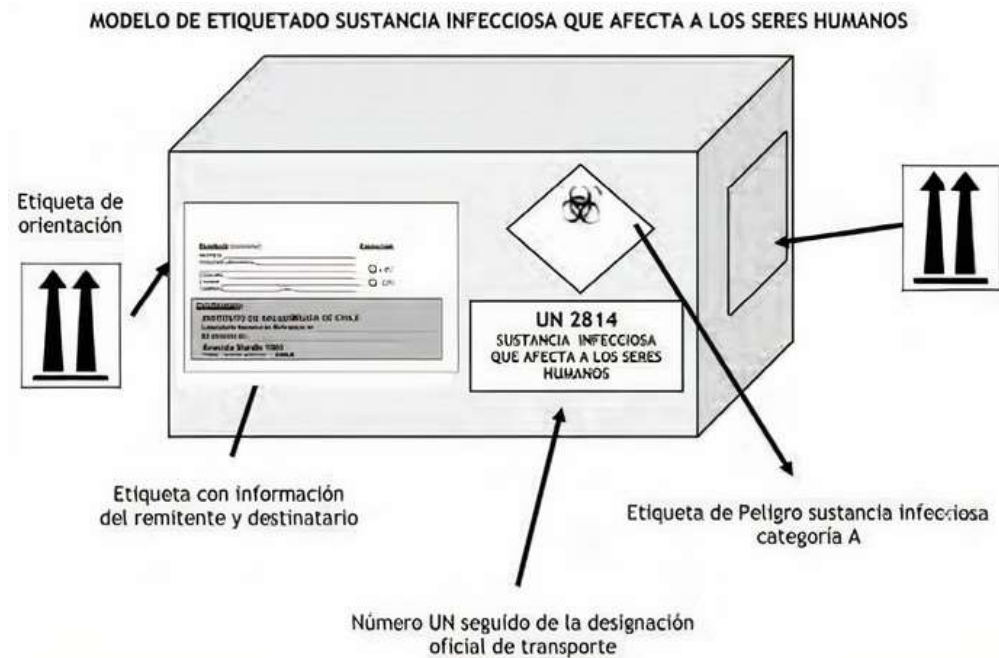 MODELO DE ETIQUETADO SUSTANCIA INFECCIOSA QUE AFECTA A LOS SERES HUMANOS
Etiqueta de
orientación
UN 2814
SUSTANCIA INFECCIOSA
QUE AFECTA A LOS SERES
HUMANOS
Etiqueta con información
del remitente y destinatario
Etiqueta de Peligro sustancia infecciosa
categoría A
Número UN seguido de la designación
oficial de transporte